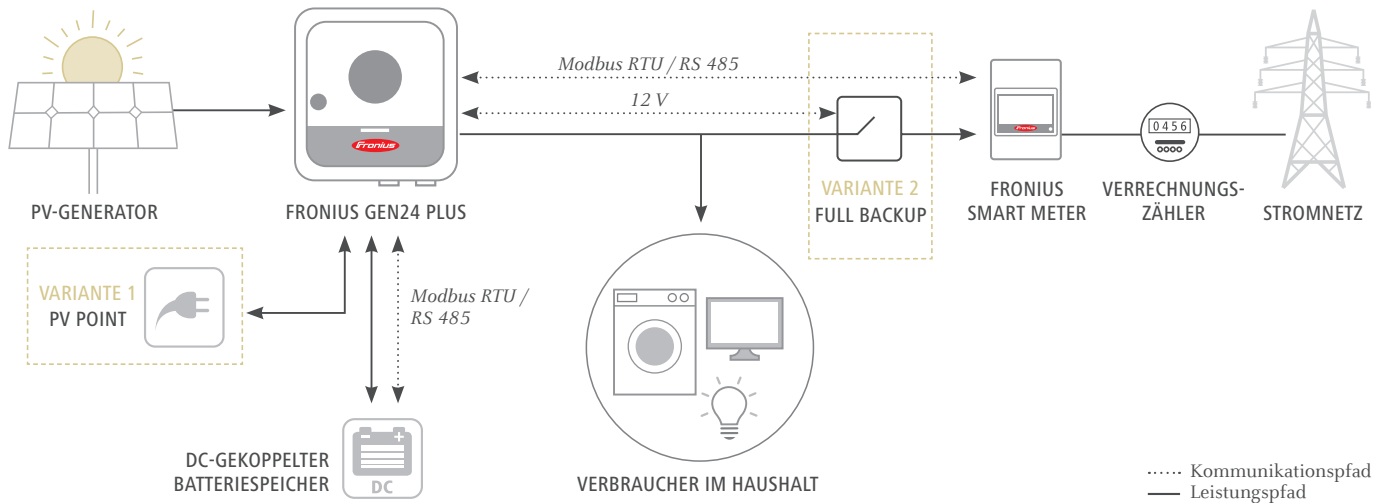 Modbus RTU / RS 485
12 V
Fronius
Fronius
0456
PV-GENERATOR
FRONIUS GEN24 PLUS
VARIANTE 2
FULL BACKUP
FRONIUS
SMART METER
VERRECHNUNGS-
ZÄHLER
STROMNETZ
VARIANTE 1
PV POINT
Modbus RTU /
RS 485
DC
DC-GEKOPPELTER
BATTERIESPEICHER
VERBRAUCHER IM HAUSHALT
Kommunikationspfad
Leistungspfad